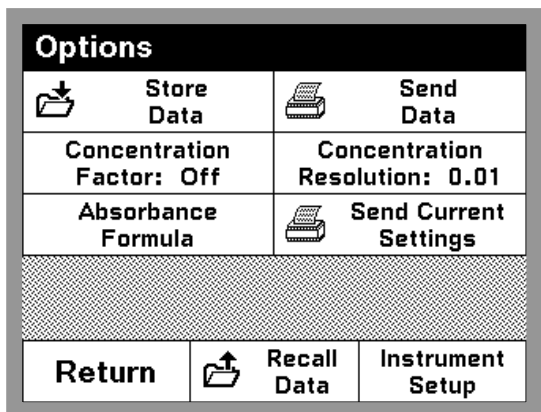 Options
Store
Data
Send
Data
Concentration
Factor: Off
Concentration
Resolution: 0.01
Absorbance
Formula
Send Current
Settings
Return
Recall
Data
Instrument
Setup